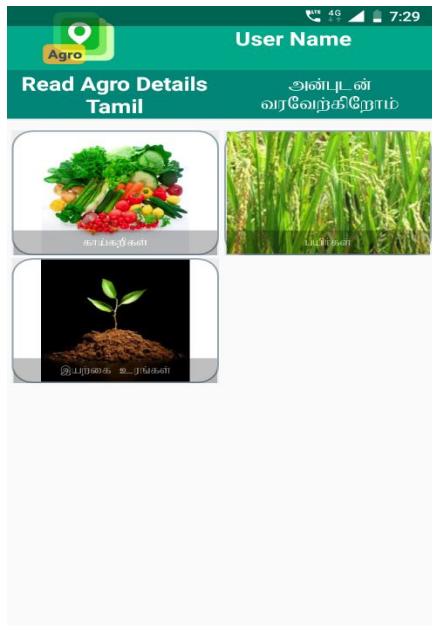 4G 7:29
Agro
User Name
Read Agro Details
Tamil
அன்புடன்
வரவேற்கிறோம்
காய்கறிகள்
பயிர்கள்
இயற்கை உரங்கள்